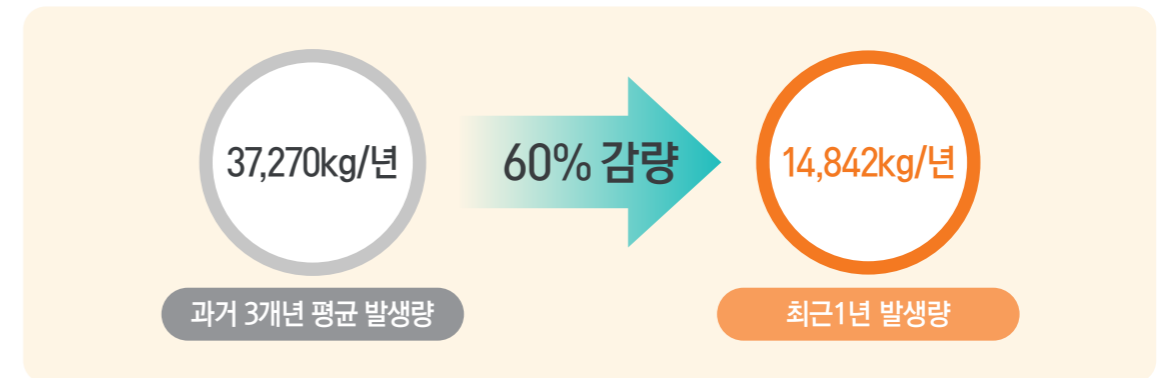 37,270kg/년
60% 감량
14,842kg/년
과거 3개년 평균 발생량
최근1년 발생량